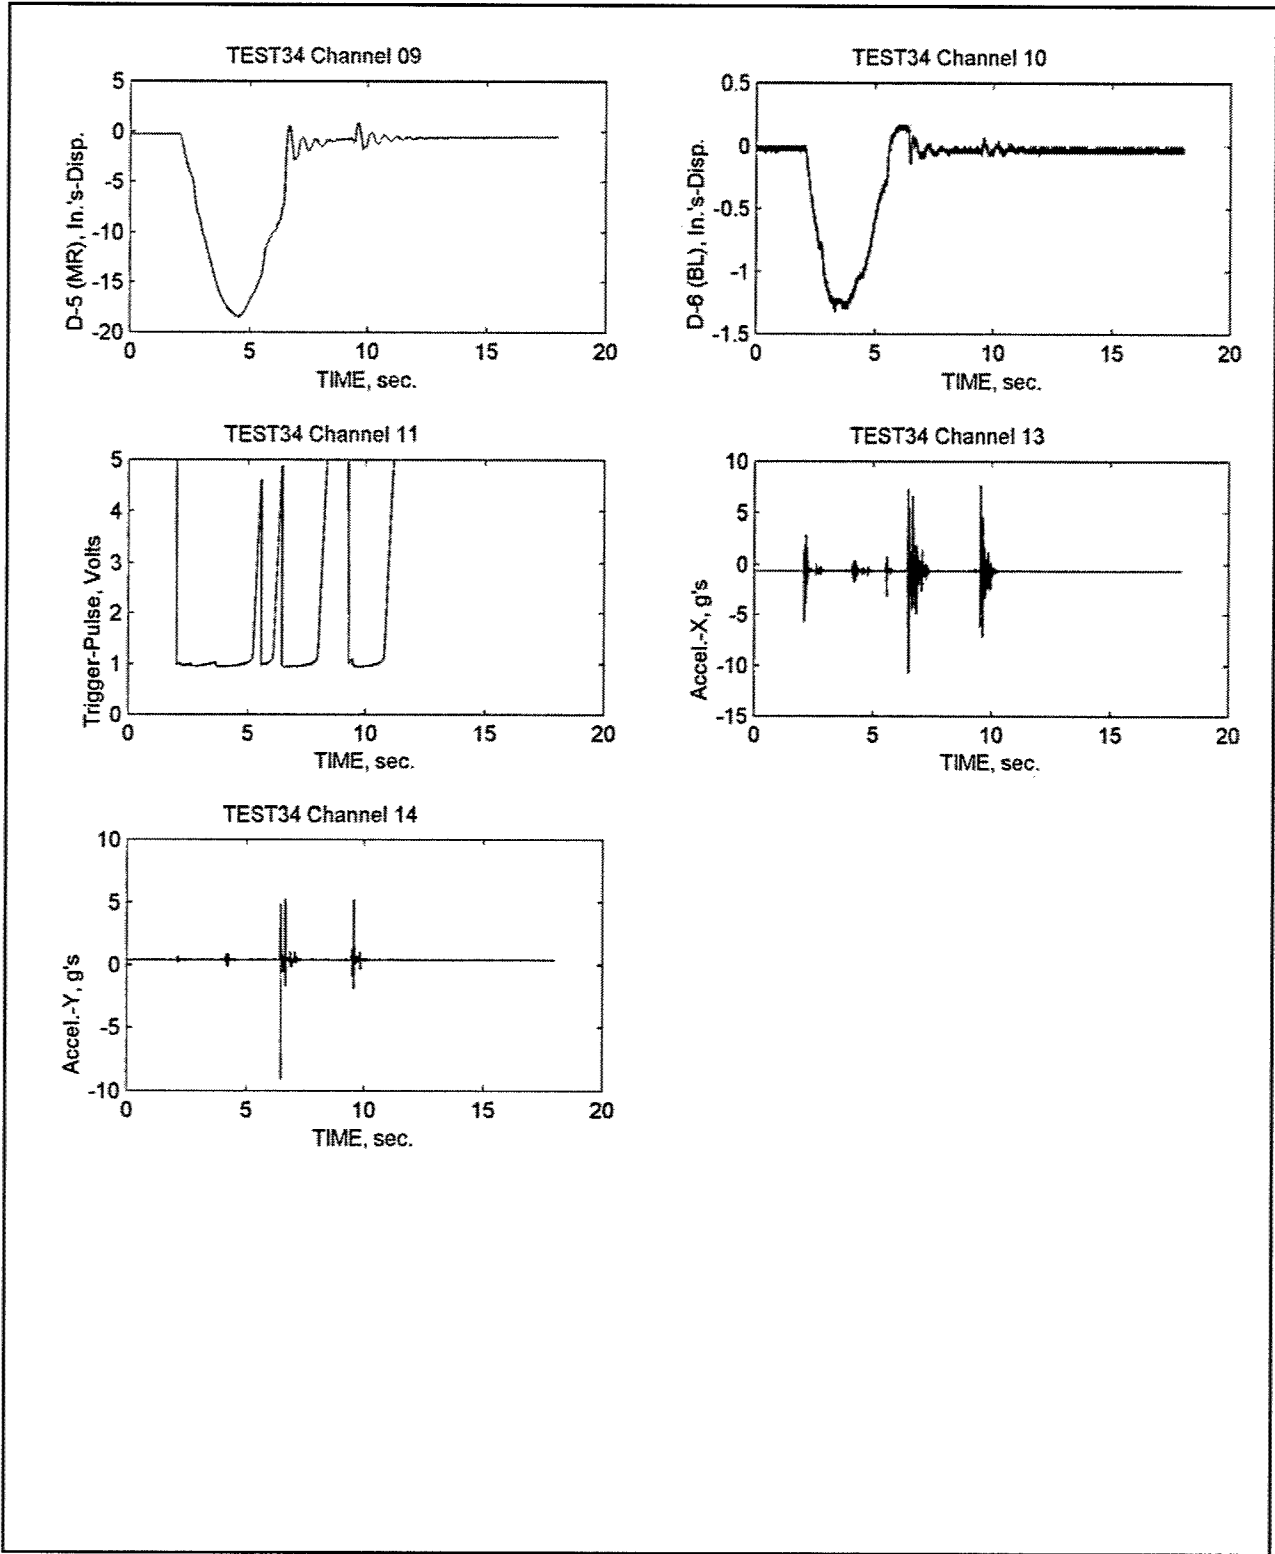 TEST34 Channel 09
5
0
-5
-10
-15
-20
D-5 (MR), In.'s-Disp.
0 5 10 15 20
TIME, sec.
TEST34 Channel 10
0.5
0
-0.5
-1
-1.5
D-6 (BL), In.'s-Disp.
0 5 10 15 20
TIME, sec.
TEST34 Channel 11
5
4
3
2
1
0
Trigger-Pulse, Volts
0 5 10 15 20
TIME, sec.
TEST34 Channel 13
10
5
0
-5
-10
-15
Accel.-X, g's
0 5 10 15 20
TIME, sec.
TEST34 Channel 14
10
5
0
-5
-10
Accel.-Y, g's
0 5 10 15 20
TIME, sec.